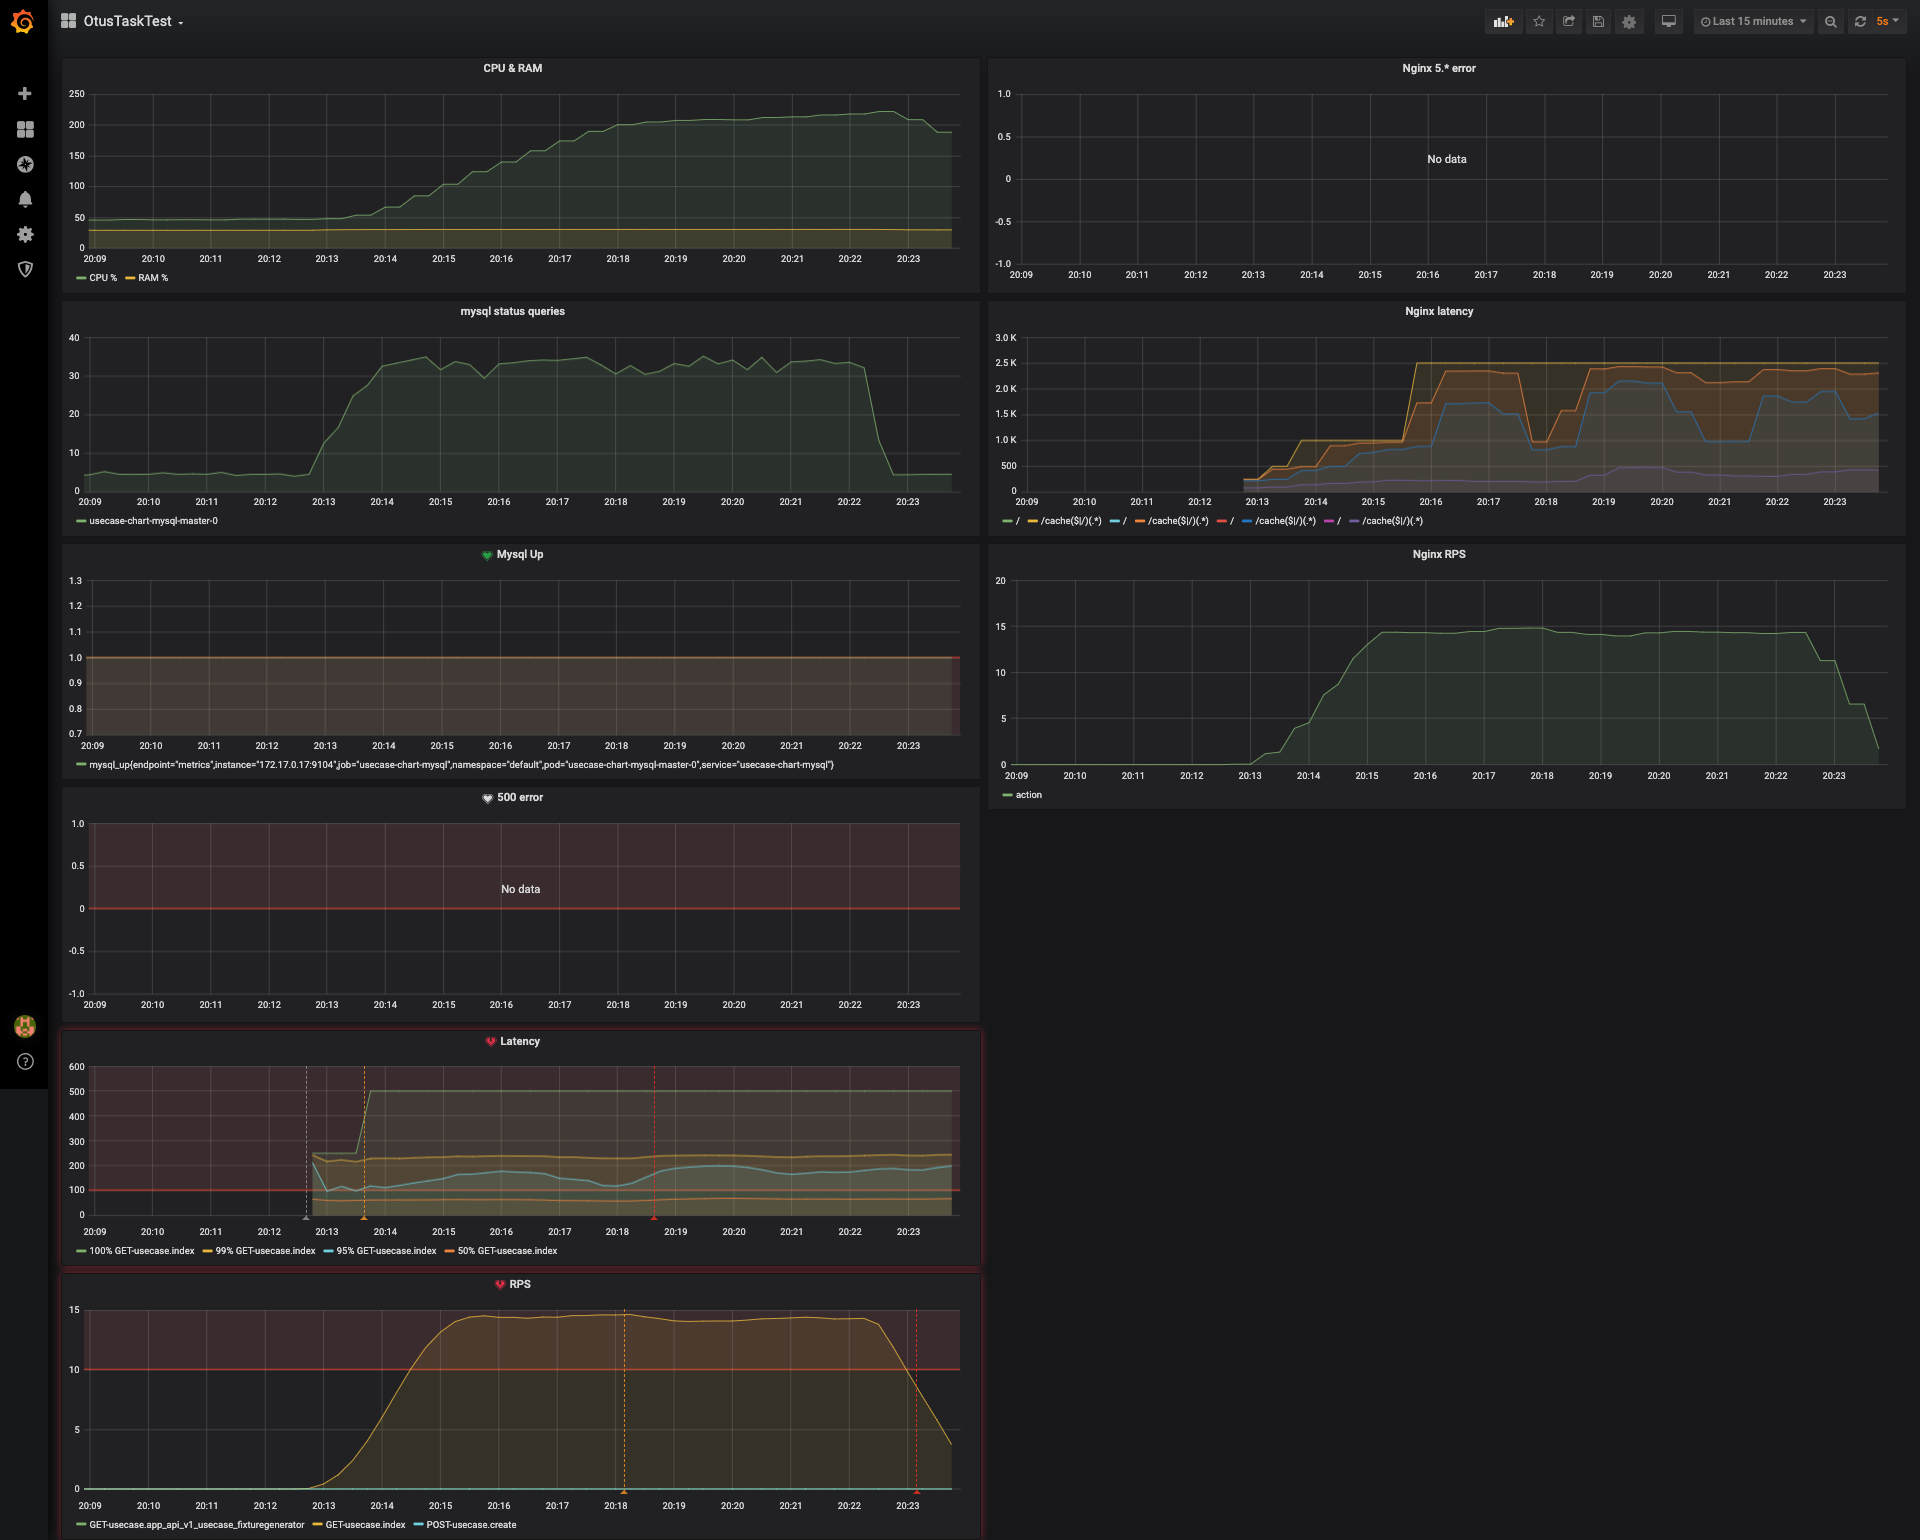 OtusTaskTest
Last 15 minutes
5s
CPU & RAM
250
200
150
100
50
0
20:09 20:10 20:11 20:12 20:13 20:14 20:15 20:16 20:17 20:18 20:19 20:20 20:21 20:22 20:23
CPU % RAM %
Nginx 5.* error
1.0
0.5
No data
0
-0.5
-1.0
20:09 20:10 20:11 20:12 20:13 20:14 20:15 20:16 20:17 20:18 20:19 20:20 20:21 20:22 20:23
mysql status queries
40
30
20
10
0
20:09 20:10 20:11 20:12 20:13 20:14 20:15 20:16 20:17 20:18 20:19 20:20 20:21 20:22 20:23
usecase-chart-mysql-master-0
Nginx latency
3.0 K
2.5 K
2.0 K
1.5 K
1.0 K
500
0
20:09 20:10 20:11 20:12 20:13 20:14 20:15 20:16 20:17 20:18 20:19 20:20 20:21 20:22 20:23
/ /cache($|/)(.*) / /cache($|/)(.*) / /cache($|/)(.*) / /cache($|/)(.*)
Mysql Up
1.3
1.2
1.1
1.0
0.9
0.8
0.7
20:09 20:10 20:11 20:12 20:13 20:14 20:15 20:16 20:17 20:18 20:19 20:20 20:21 20:22 20:23
mysql_up{endpoint="metrics",instance="172.17.0.17:9104",job="usecase-chart-mysql",namespace="default",pod="usecase-chart-mysql-master-0",service="usecase-chart-mysql"}
Nginx RPS
20
15
10
5
0
20:09 20:10 20:11 20:12 20:13 20:14 20:15 20:16 20:17 20:18 20:19 20:20 20:21 20:22 20:23
action
500 error
1.0
0.5
No data
0
-0.5
-1.0
20:09 20:10 20:11 20:12 20:13 20:14 20:15 20:16 20:17 20:18 20:19 20:20 20:21 20:22 20:23
Latency
600
500
400
300
200
100
0
20:09 20:10 20:11 20:12 20:13 20:14 20:15 20:16 20:17 20:18 20:19 20:20 20:21 20:22 20:23
100% GET-usecase.index 99% GET-usecase.index 95% GET-usecase.index 50% GET-usecase.index
RPS
15
10
5
0
20:09 20:10 20:11 20:12 20:13 20:14 20:15 20:16 20:17 20:18 20:19 20:20 20:21 20:22 20:23
GET-usecase.app_api_v1_usecase_fixturegenerator GET-usecase.index POST-usecase.create